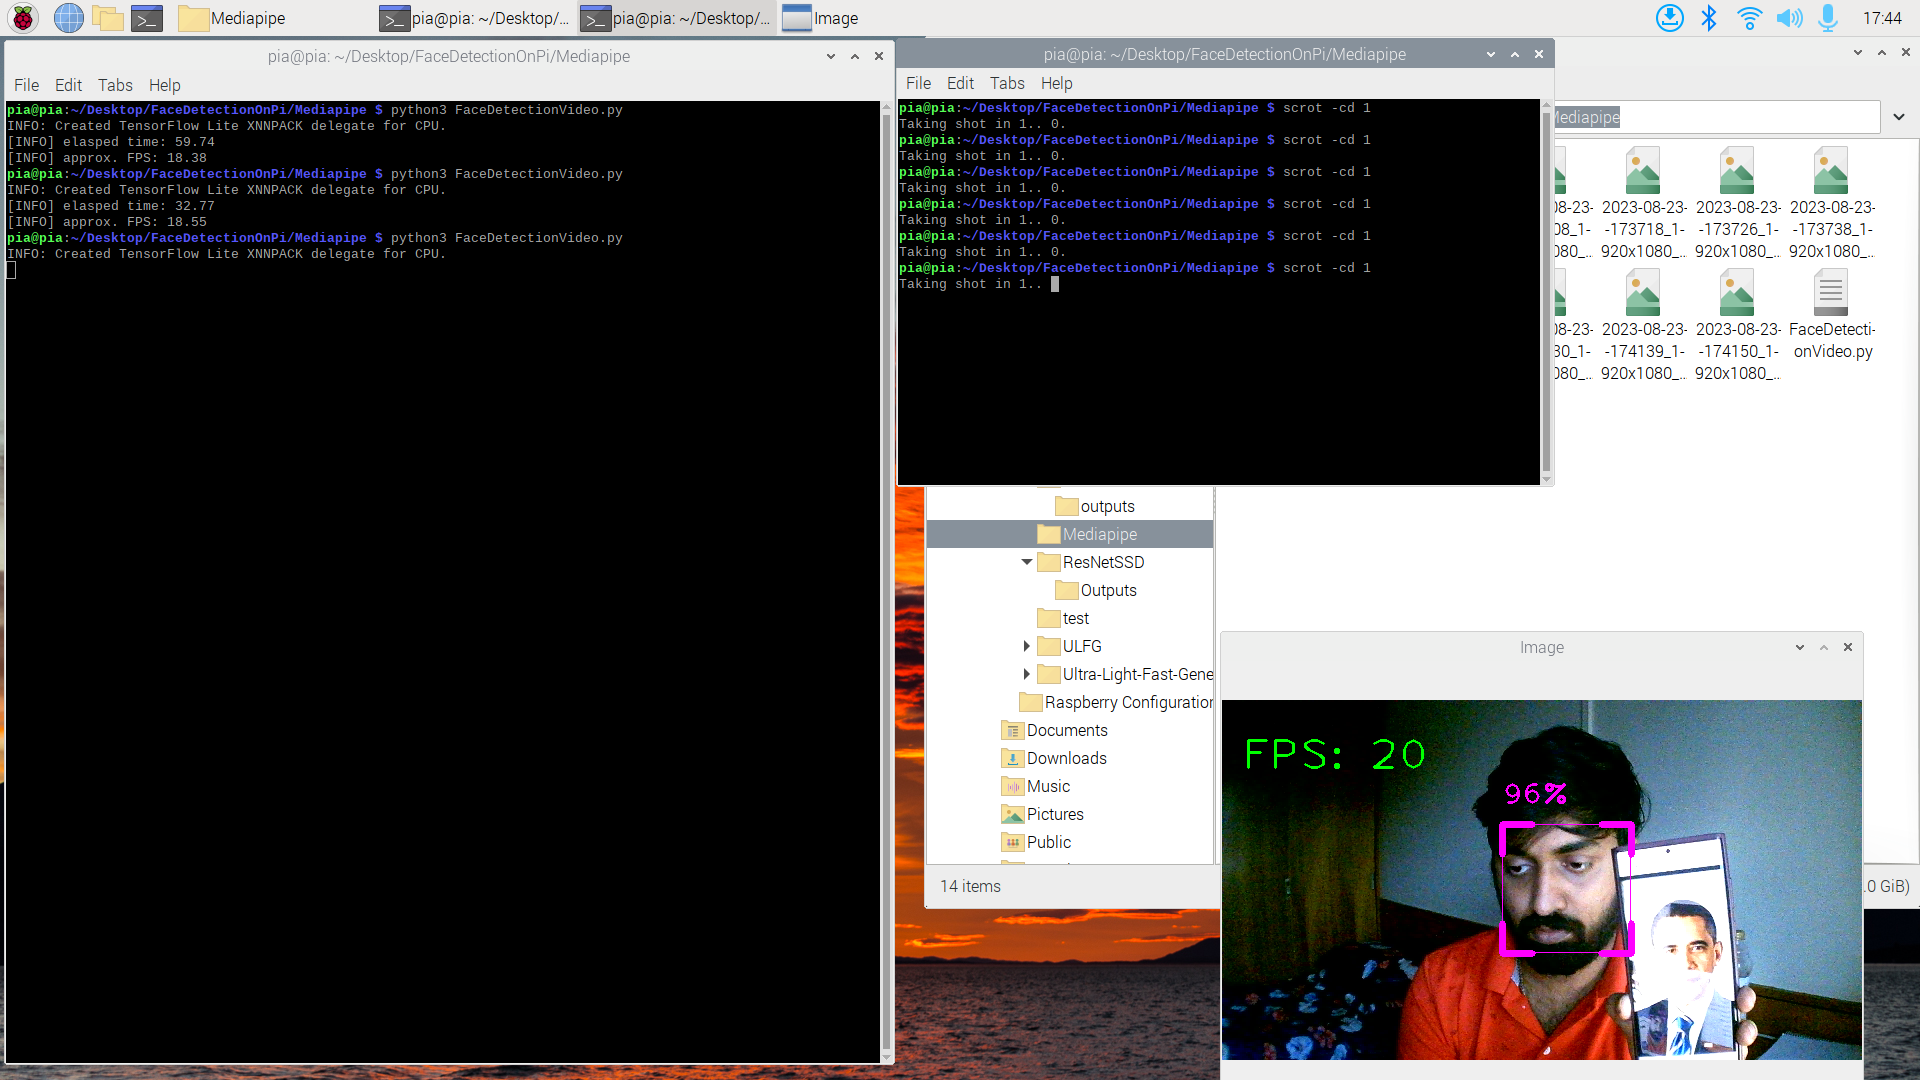 Mediapipe
pia@pia: ~/Desktop/...
pia@pia: ~/Desktop/...
Image
17:44
pia@pia: ~/Desktop/FaceDetectionOnPi/Mediapipe
File Edit Tabs Help
pia@pia:~/Desktop/FaceDetectionOnPi/Mediapipe $ python3 FaceDetectionVideo.py
INFO: Created TensorFlow Lite XNNPACK delegate for CPU.
[INFO] elasped time: 59.74
[INFO] approx. FPS: 18.38
pia@pia:~/Desktop/FaceDetectionOnPi/Mediapipe $ python3 FaceDetectionVideo.py
INFO: Created TensorFlow Lite XNNPACK delegate for CPU.
[INFO] elasped time: 32.77
[INFO] approx. FPS: 18.55
pia@pia:~/Desktop/FaceDetectionOnPi/Mediapipe $ python3 FaceDetectionVideo.py
INFO: Created TensorFlow Lite XNNPACK delegate for CPU.
pia@pia: ~/Desktop/FaceDetectionOnPi/Mediapipe
File Edit Tabs Help
pia@pia:~/Desktop/FaceDetectionOnPi/Mediapipe $ scrot -cd 1
Taking shot in 1.. 0.
pia@pia:~/Desktop/FaceDetectionOnPi/Mediapipe $ scrot -cd 1
Taking shot in 1.. 0.
pia@pia:~/Desktop/FaceDetectionOnPi/Mediapipe $ scrot -cd 1
Taking shot in 1.. 0.
pia@pia:~/Desktop/FaceDetectionOnPi/Mediapipe $ scrot -cd 1
Taking shot in 1.. 0.
pia@pia:~/Desktop/FaceDetectionOnPi/Mediapipe $ scrot -cd 1
Taking shot in 1.. 0.
pia@pia:~/Desktop/FaceDetectionOnPi/Mediapipe $ scrot -cd 1
Taking shot in 1..
Mediapipe
08-23- 2023-08-23- 2023-08-23- 2023-08-23-
08_1- -173718_1- -173726_1- -173738_1-
080_... 920x1080_... 920x1080_... 920x1080_...
08-23- 2023-08-23- 2023-08-23- FaceDetecti-
30_1- -174139_1- -174150_1- onVideo.py
080_... 920x1080_... 920x1080_...
outputs
Mediapipe
ResNetSSD
Outputs
test
ULFG
Ultra-Light-Fast-Gene
Raspberry Configuration
Documents
Downloads
Music
Pictures
Public
14 items
.0 GiB)
Image
FPS: 20
96%